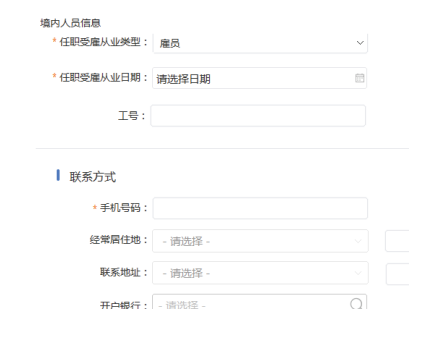 境内人员信息
* 任职受雇从业类型： 雇员
* 任职受雇从业日期： 请选择日期
工号：
联系方式
* 手机号码：
经常居住地： - 请选择 -
联系地址： - 请选择 -
开户银行： - 请选择 -